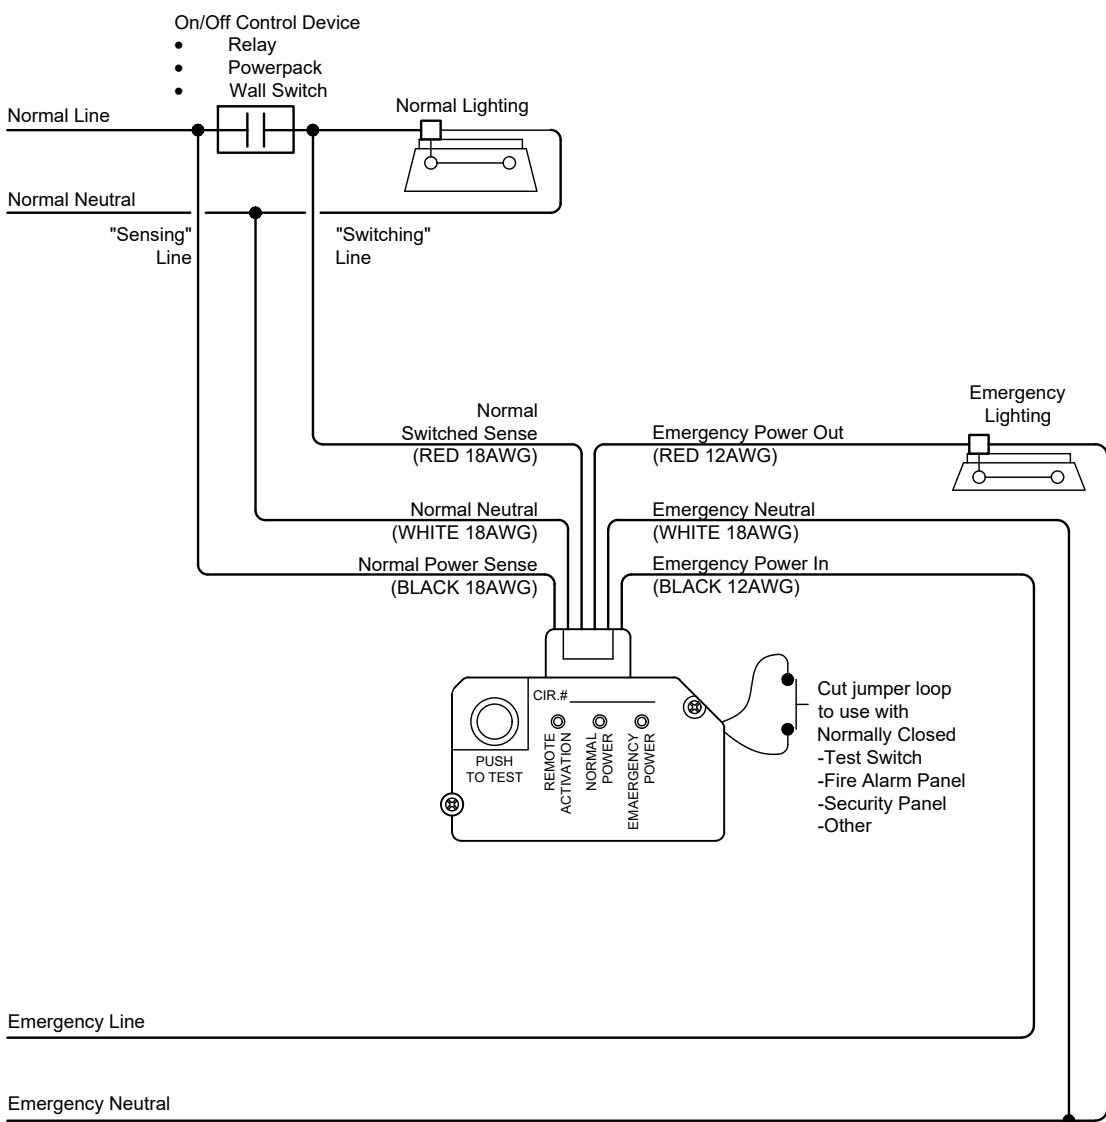 On/Off Control Device
• Relay
• Powerpack
• Wall Switch
Normal Line
Normal Lighting
Normal Neutral
"Sensing"
Line
"Switching"
Line
Normal
Switched Sense
(RED 18AWG)
Emergency Power Out
(RED 12AWG)
Emergency
Lighting
Normal Neutral
(WHITE 18AWG)
Emergency Neutral
(WHITE 18AWG)
Normal Power Sense
(BLACK 18AWG)
Emergency Power In
(BLACK 12AWG)
CIR.#
PUSH
TO TEST
REMOTE
ACTIVATION
NORMAL
POWER
EMAERGENCY
POWER
Cut jumper loop
to use with
Normally Closed
-Test Switch
-Fire Alarm Panel
-Security Panel
-Other
Emergency Line
Emergency Neutral